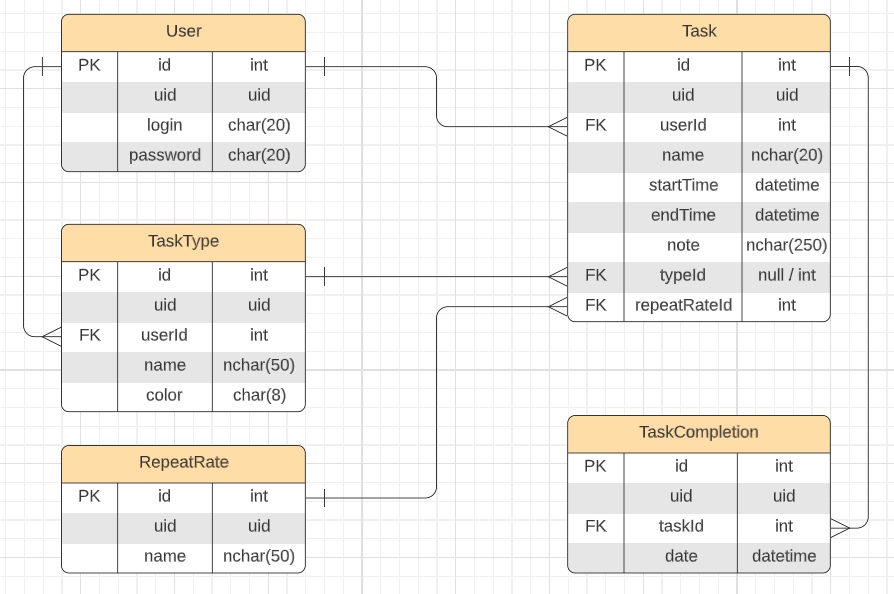 User
PK id int
uid uid
login char(20)
password char(20)
Task
PK id int
uid uid
FK userId int
name nchar(20)
startTime datetime
endTime datetime
note nchar(250)
FK typeId null / int
FK repeatRateId int
TaskType
PK id int
uid uid
FK userId int
name nchar(50)
color char(8)
RepeatRate
PK id int
uid uid
name nchar(50)
TaskCompletion
PK id int
uid uid
FK taskId int
date datetime